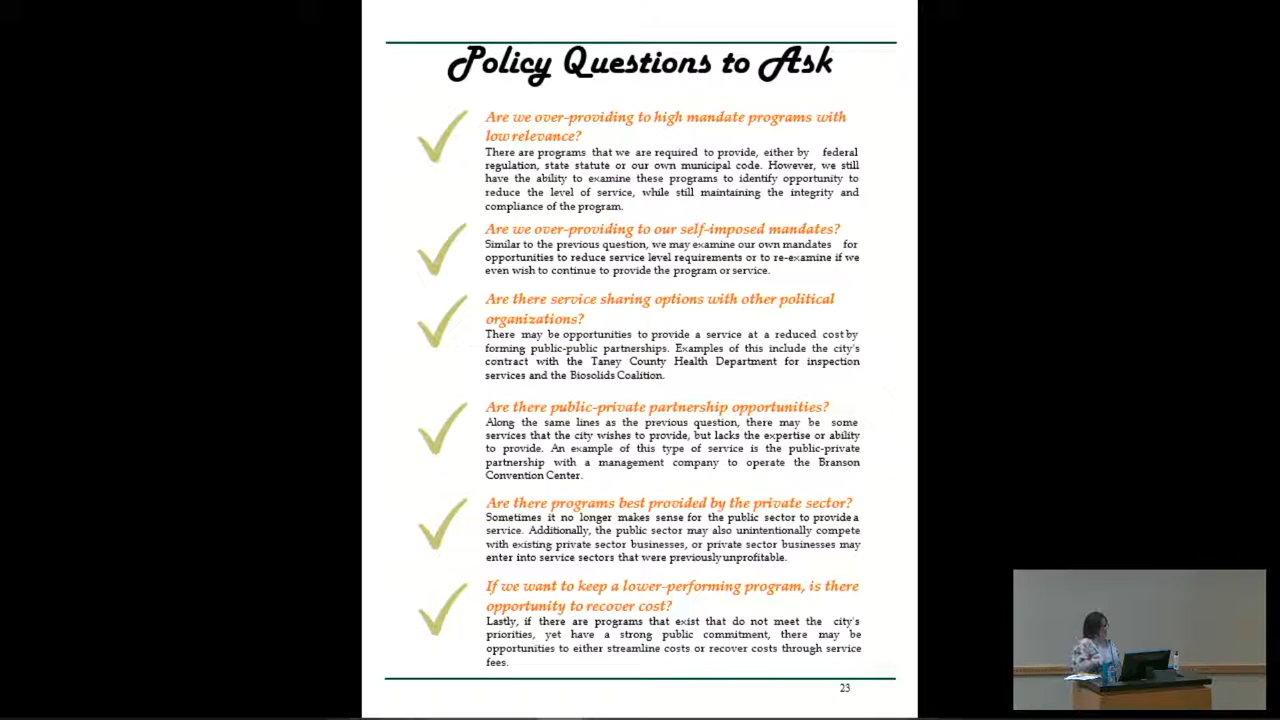 Policy Questions to Ask
Are we over-providing to high mandate programs with
low relevance?
There are programs that we are required to provide, either by federal
regulation, state statute or our own municipal code. However, we still
have the ability to examine these programs to identify opportunity to
reduce the level of service, while still maintaining the integrity and
compliance of the program.
Are we over-providing to our self-imposed mandates?
Similar to the previous question, we may examine our own mandates for
opportunities to reduce service level requirements or to re-examine if we
even wish to continue to provide the program or service.
Are there service sharing options with other political
organizations?
There may be opportunities to provide a service at a reduced cost by
forming public-public partnerships. Examples of this include the city's
contract with the Taney County Health Department for inspection
services and the Biosolids Coalition.
Are there public-private partnership opportunities?
Along the same lines as the previous question, there may be some
services that the city wishes to provide, but lacks the expertise or ability
to provide. An example of this type of service is the public-private
partnership with a management company to operate the Branson
Convention Center.
Are there programs best provided by the private sector?
Sometimes it no longer makes sense for the public sector to provide a
service. Additionally, the public sector may also unintentionally compete
with existing private sector businesses, or private sector businesses may
enter into service sectors that were previously unprofitable.
If we want to keep a lower-performing program, is there
opportunity to recover cost?
Lastly, if there are programs that exist that do not meet the city's
priorities, yet have a strong public commitment, there may be
opportunities to either streamline costs or recover costs through service
fees.
23